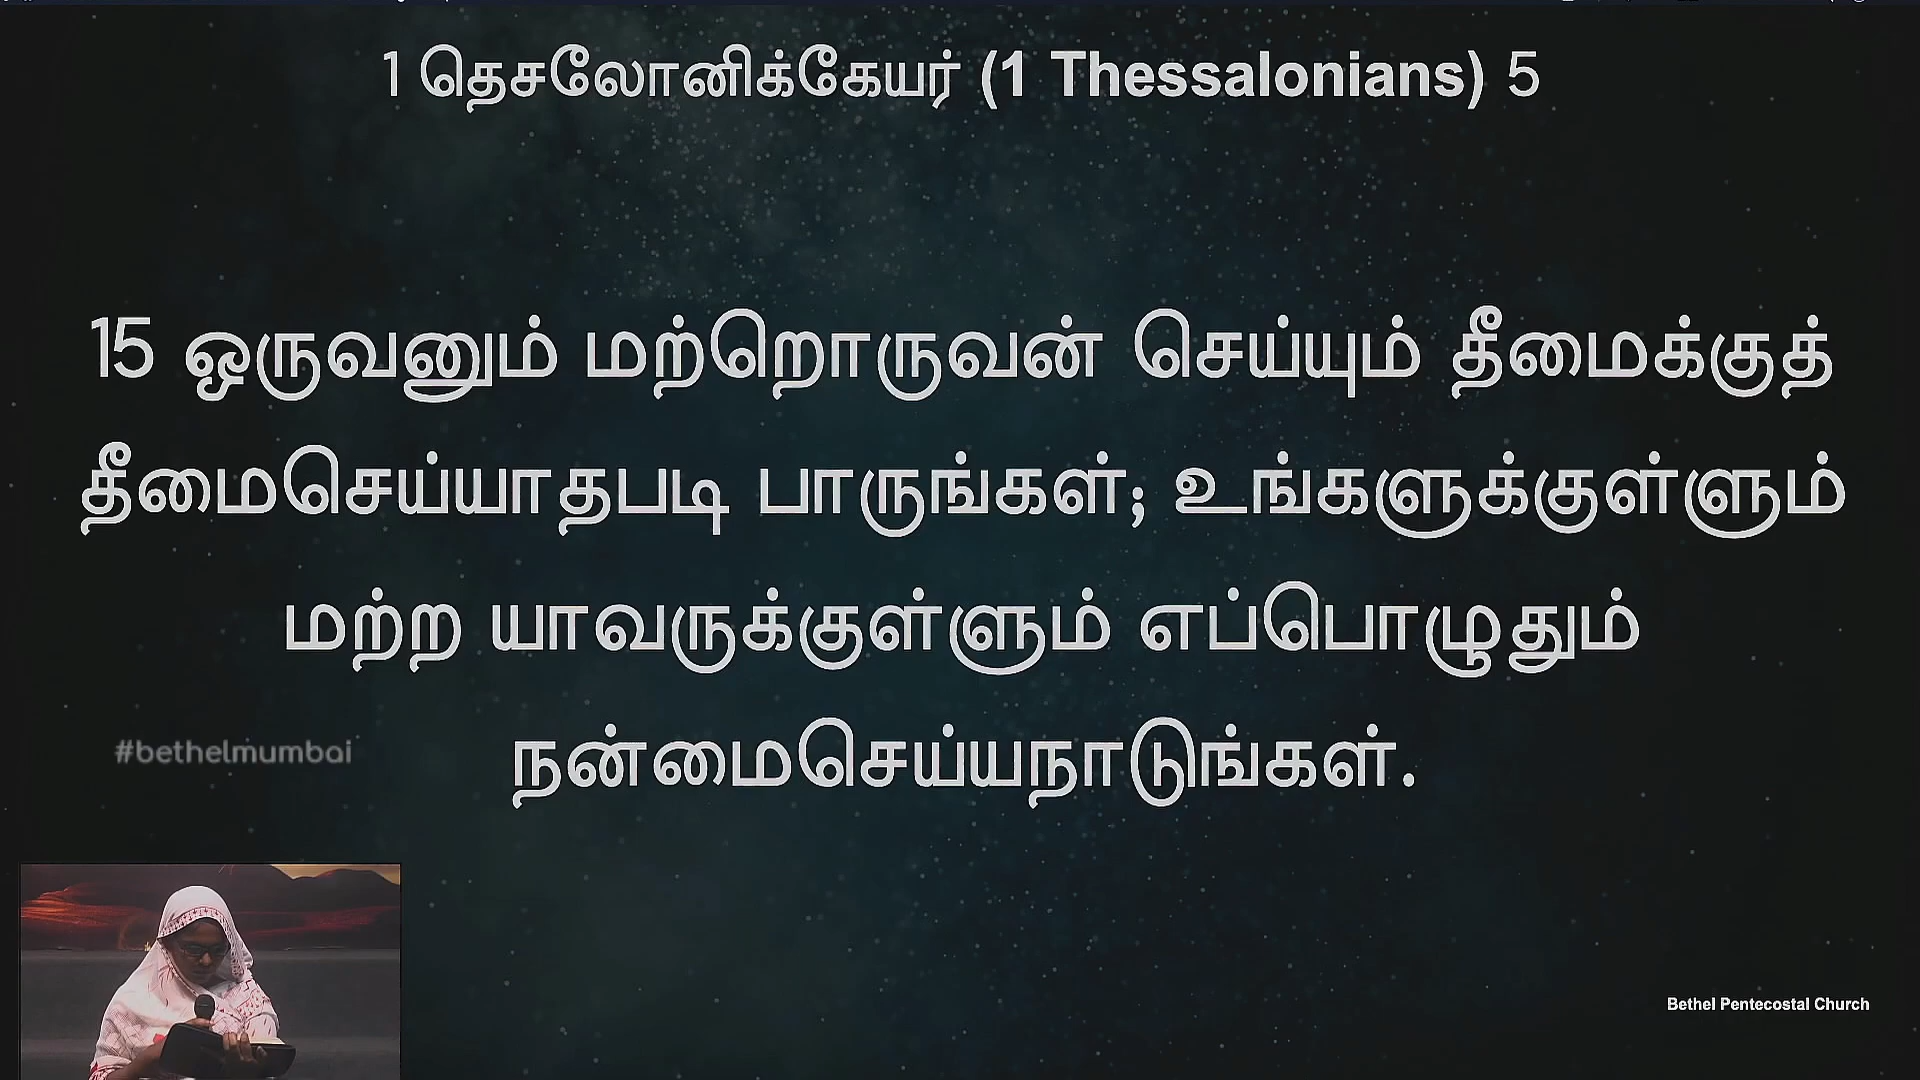 1 தெசலோனிக்கேயர் (1 Thessalonians) 5
15 ஒருவனும் மற்றொருவன் செய்யும் தீமைக்குத்
தீமைசெய்யாதபடி பாருங்கள்; உங்களுக்குள்ளும்
மற்ற யாவருக்குள்ளும் எப்பொழுதும்
நன்மைசெய்யநாடுங்கள்.
#bethelmumbai
Bethel Pentecostal Church